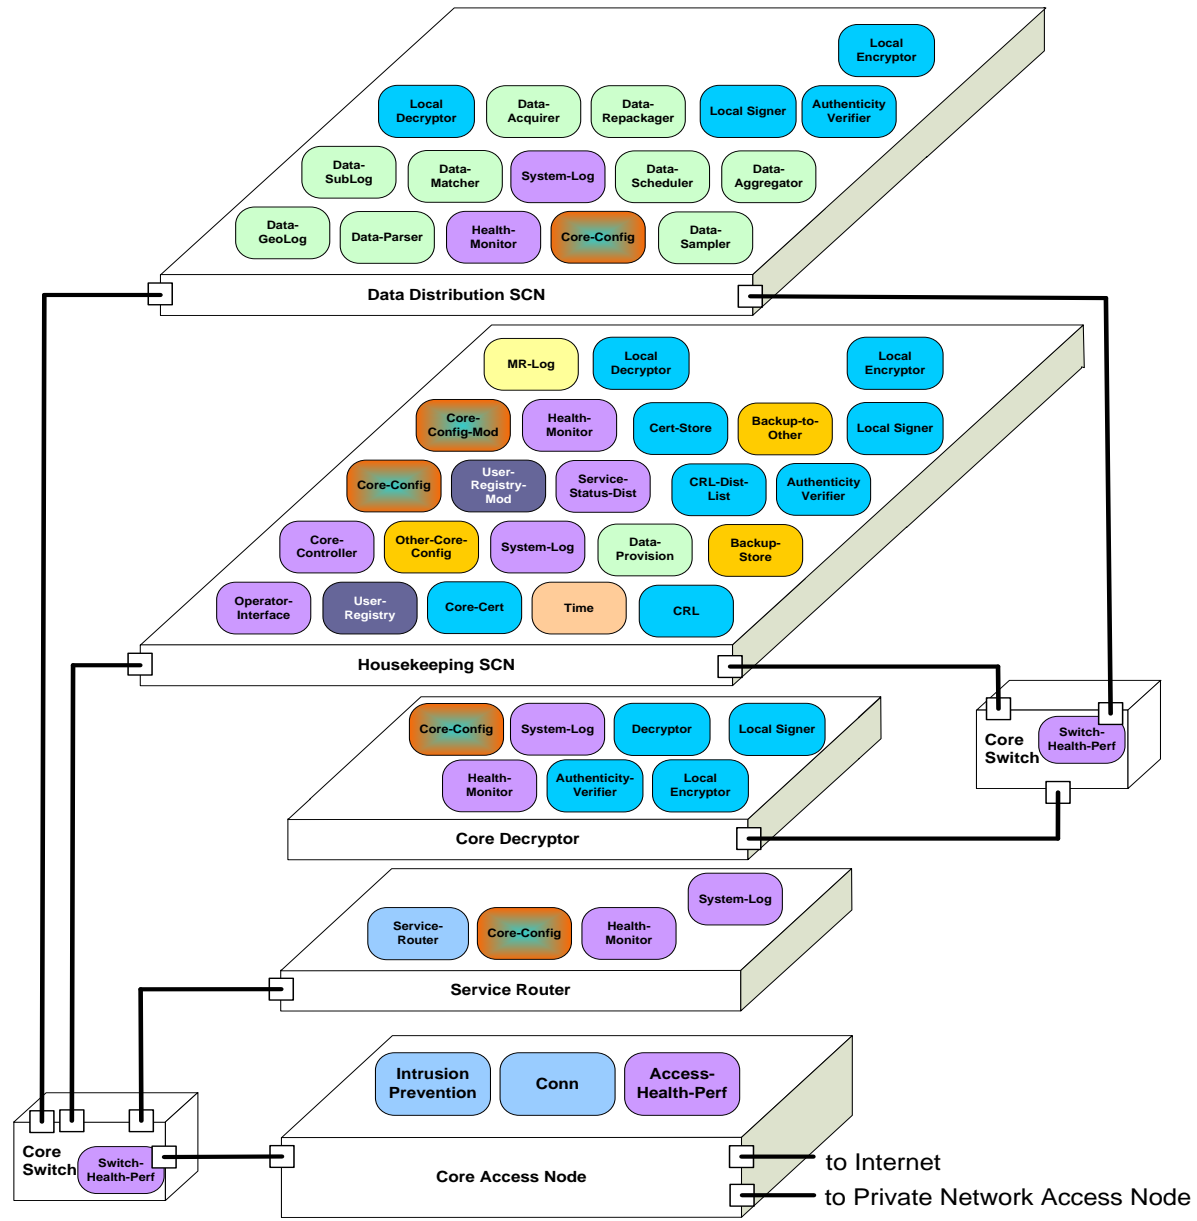 Local
Encryptor
Local
Decryptor
Data-
Acquirer
Data-
Repackager
Local Signer
Authenticity
Verifier
Data-
SubLog
Data-
Matcher
System-Log
Data-
Scheduler
Data-
Aggregator
Data-
GeoLog
Data-Parser
Health-
Monitor
Core-Config
Data-
Sampler
Data Distribution SCN
MR-Log
Local
Decryptor
Local
Encryptor
Core-
Config-Mod
Health-
Monitor
Cert-Store
Backup-to-
Other
Local Signer
Core-Config
User-
Registry-
Mod
Service-
Status-Dist
CRL-Dist-
List
Authenticity
Verifier
Core-
Controller
Other-Core-
Config
System-Log
Data-
Provision
Backup-
Store
Operator-
Interface
User-
Registry
Core-Cert
Time
CRL
Housekeeping SCN
Core-Config
System-Log
Decryptor
Local Signer
Health-
Monitor
Authenticity-
Verifier
Local
Encryptor
Core Decryptor
Core
Switch
Switch-
Health-Perf
Service-
Router
Core-Config
Health-
Monitor
System-Log
Service Router
Intrusion
Prevention
Conn
Access-
Health-Perf
Core Access Node
Core
Switch
Switch-
Health-Perf
to Internet
to Private Network Access Node